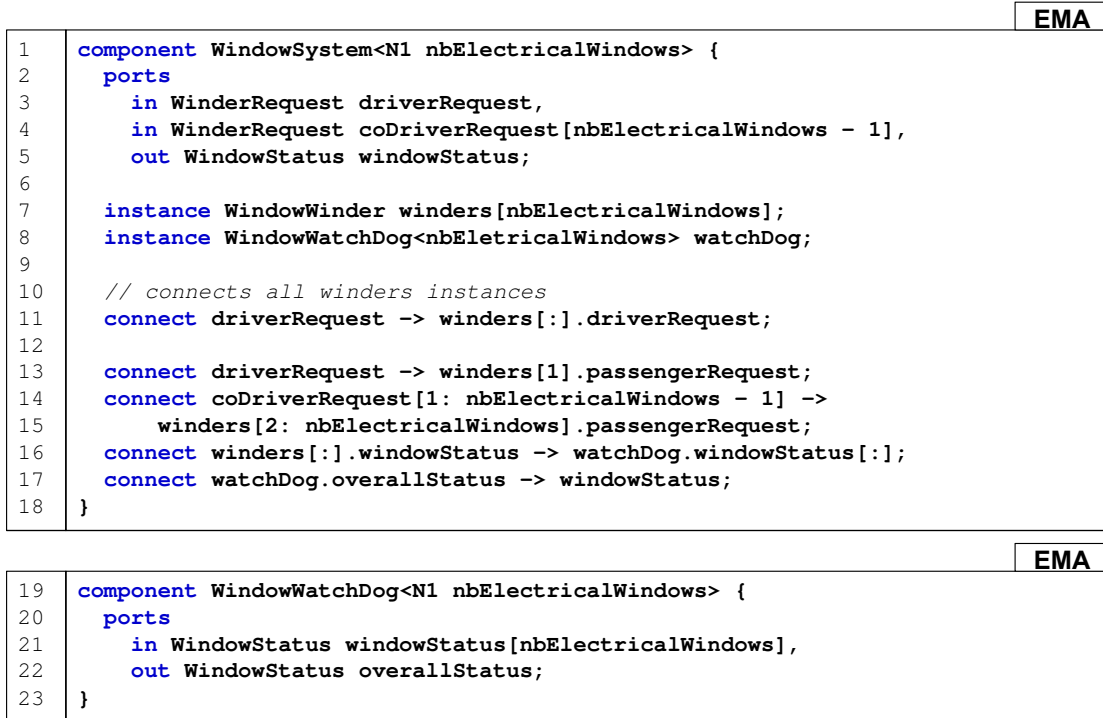 EMA
1 component WindowSystem<N1 nbElectricalWindows> {
2 ports
3 in WinderRequest driverRequest,
4 in WinderRequest coDriverRequest[nbElectricalWindows - 1],
5 out WindowStatus windowStatus;
6
7 instance WindowWinder winders[nbElectricalWindows];
8 instance WindowWatchDog<nbEletricalWindows> watchDog;
9
10 // connects all winders instances
11 connect driverRequest -> winders[:].driverRequest;
12
13 connect driverRequest -> winders[1].passengerRequest;
14 connect coDriverRequest[1: nbElectricalWindows - 1] ->
15 winders[2: nbElectricalWindows].passengerRequest;
16 connect winders[:].windowStatus -> watchDog.windowStatus[:];
17 connect watchDog.overallStatus -> windowStatus;
18 }
EMA
19 component WindowWatchDog<N1 nbElectricalWindows> {
20 ports
21 in WindowStatus windowStatus[nbElectricalWindows],
22 out WindowStatus overallStatus;
23 }